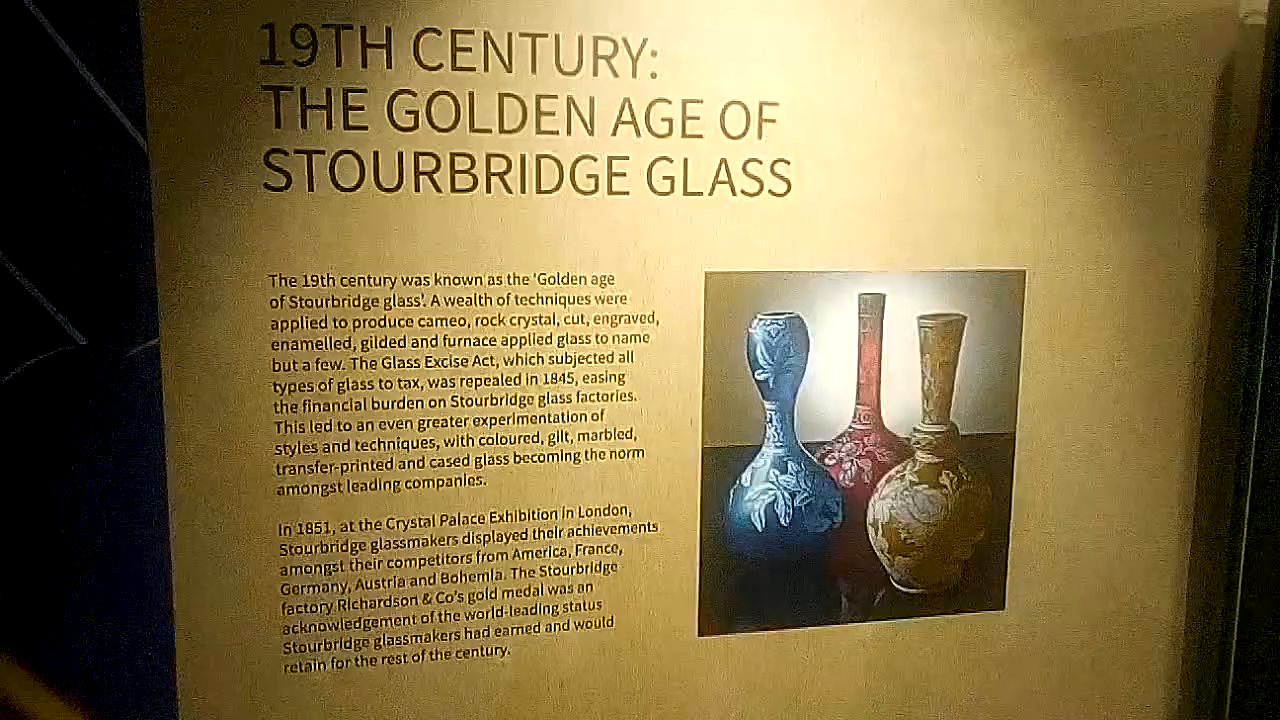 19TH CENTURY:
THE GOLDEN AGE OF
STOURBRIDGE GLASS
The 19th century was known as the 'Golden age
of Stourbridge glass'. A wealth of techniques were
applied to produce cameo, rock crystal, cut, engraved,
enamelled, gilded and furnace applied glass to name
but a few. The Glass Excise Act, which subjected all
types of glass to tax, was repealed in 1845, easing
the financial burden on Stourbridge glass factories.
This led to an even greater experimentation of
styles and techniques, with coloured, gilt, marbled,
transfer-printed and cased glass becoming the norm
amongst leading companies.
In 1851, at the Crystal Palace Exhibition in London,
Stourbridge glassmakers displayed their achievements
amongst their competitors from America, France,
Germany, Austria and Bohemia. The Stourbridge
factory Richardson & Co's gold medal was an
acknowledgement of the world-leading status
Stourbridge glassmakers had earned and would
retain for the rest of the century.